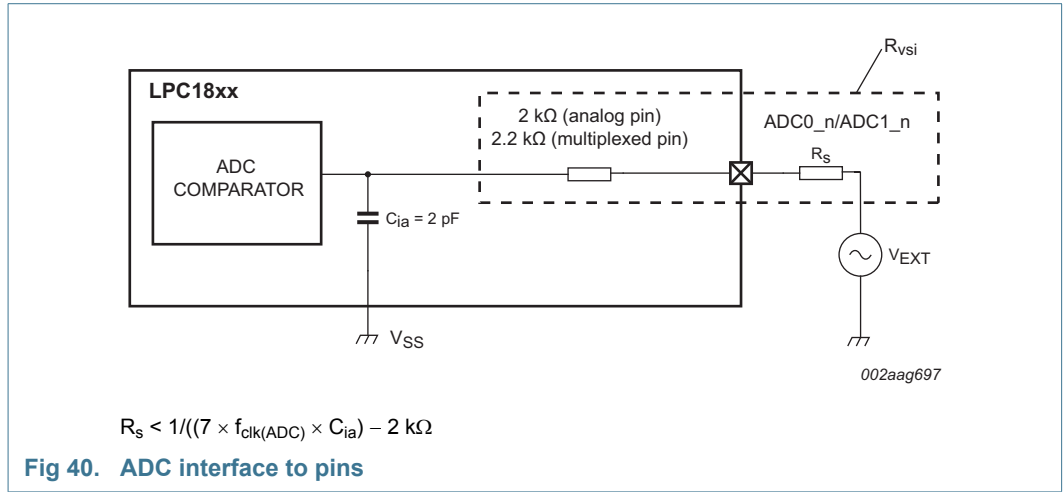 R_vsi
LPC18xx
2 kΩ (analog pin)
2.2 kΩ (multiplexed pin)
ADC0_n/ADC1_n
R_s
ADC
COMPARATOR
C_ia = 2 pF
V_EXT
V_SS
002aag697
R_s < 1/((7 × f_clk(ADC) × C_ia) − 2 kΩ
Fig 40. ADC interface to pins